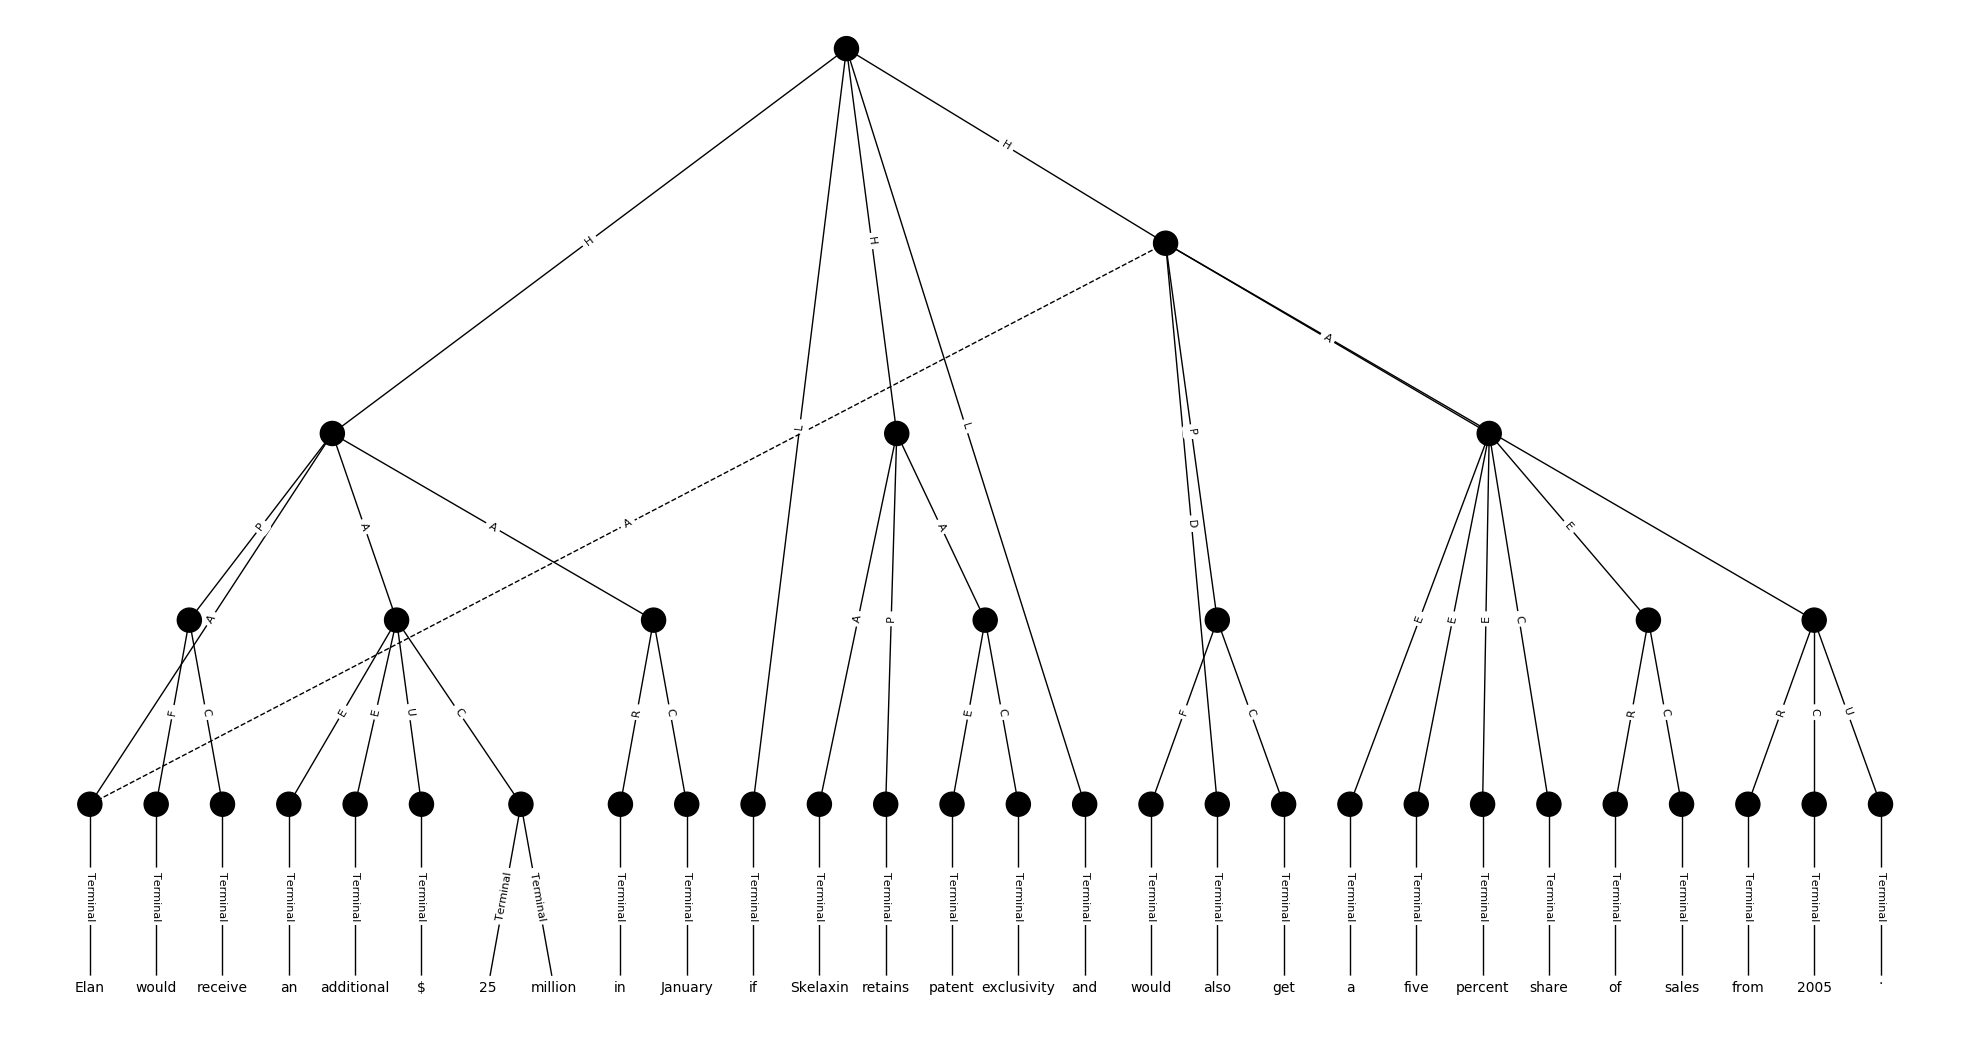 H
H
H
A
L
P
L
P
A
A
A
A
D
E
A
A
P
E
E
E
C
F
C
E
E
U
C
R
C
E
C
F
C
R
C
R
C
U
Terminal Terminal Terminal Terminal Terminal Terminal Terminal Terminal Terminal Terminal Terminal Terminal Terminal Terminal Terminal Terminal Terminal Terminal Terminal Terminal Terminal Terminal Terminal Terminal Terminal Terminal Terminal Terminal
Elan would receive an additional $ 25 million in January if Skelaxin retains patent exclusivity and would also get a five percent share of sales from 2005 .